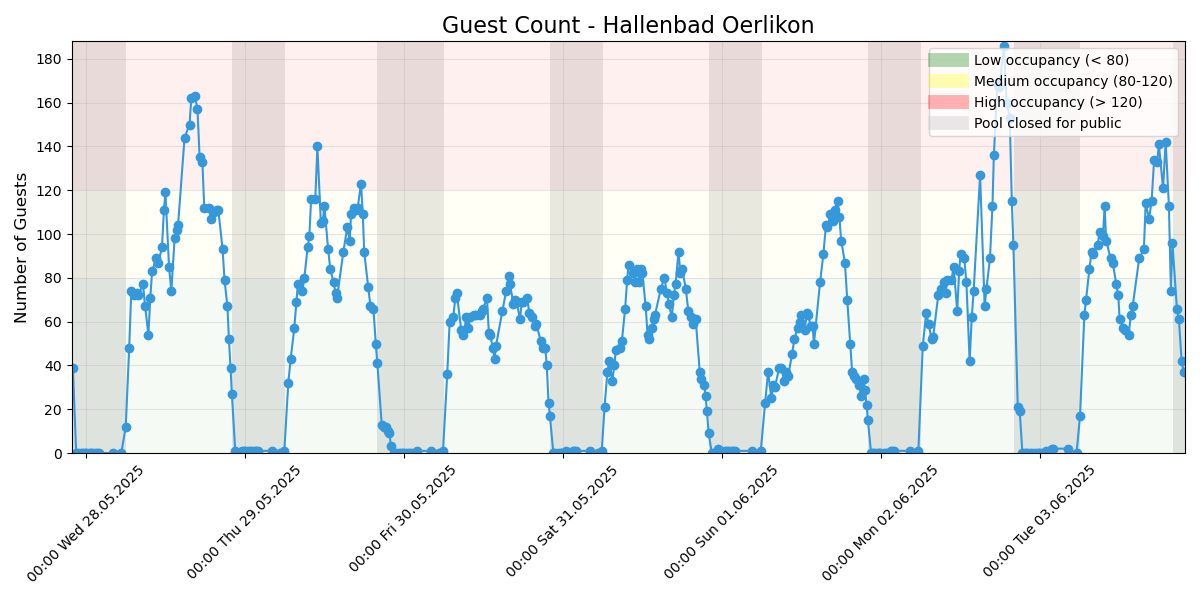 Guest Count - Hallenbad Oerlikon
Number of Guests
180
160
140
120
100
80
60
40
20
0
Low occupancy (< 80)
Medium occupancy (80-120)
High occupancy (> 120)
Pool closed for public
00:00 Wed 28.05.2025
00:00 Thu 29.05.2025
00:00 Fri 30.05.2025
00:00 Sat 31.05.2025
00:00 Sun 01.06.2025
00:00 Mon 02.06.2025
00:00 Tue 03.06.2025